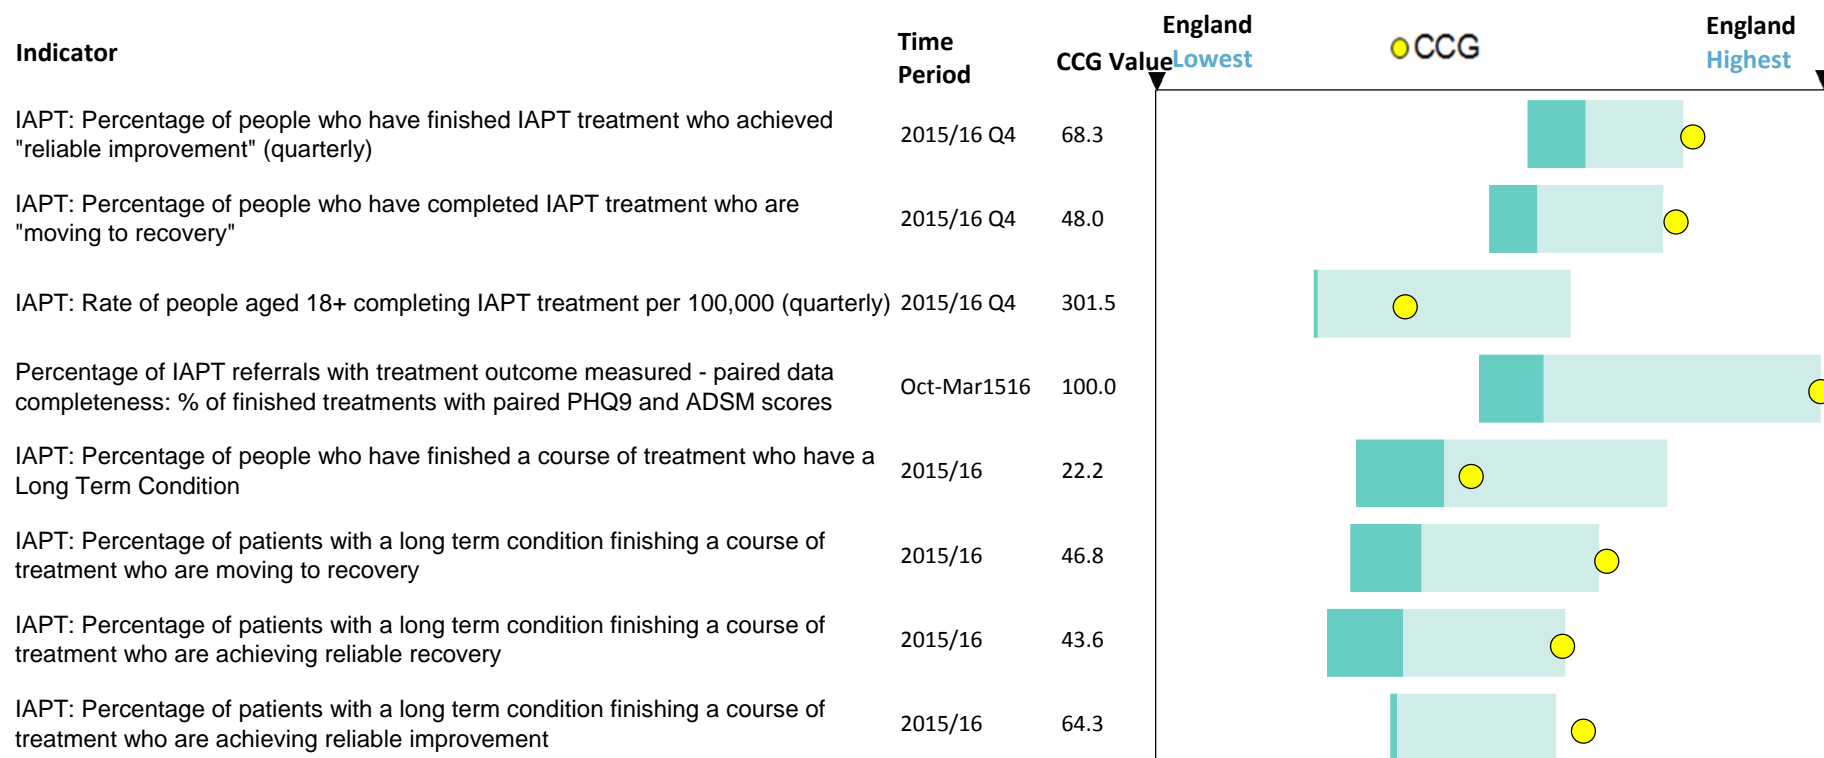 Indicator
Time
Period
CCG Value
England
Lowest
CCG
England
Highest
IAPT: Percentage of people who have finished IAPT treatment who achieved
"reliable improvement" (quarterly)
2015/16 Q4
68.3
IAPT: Percentage of people who have completed IAPT treatment who are
"moving to recovery"
2015/16 Q4
48.0
IAPT: Rate of people aged 18+ completing IAPT treatment per 100,000 (quarterly)
2015/16 Q4
301.5
Percentage of IAPT referrals with treatment outcome measured - paired data
completeness: % of finished treatments with paired PHQ9 and ADSM scores
Oct-Mar1516
100.0
IAPT: Percentage of people who have finished a course of treatment who have a
Long Term Condition
2015/16
22.2
IAPT: Percentage of patients with a long term condition finishing a course of
treatment who are moving to recovery
2015/16
46.8
IAPT: Percentage of patients with a long term condition finishing a course of
treatment who are achieving reliable recovery
2015/16
43.6
IAPT: Percentage of patients with a long term condition finishing a course of
treatment who are achieving reliable improvement
2015/16
64.3